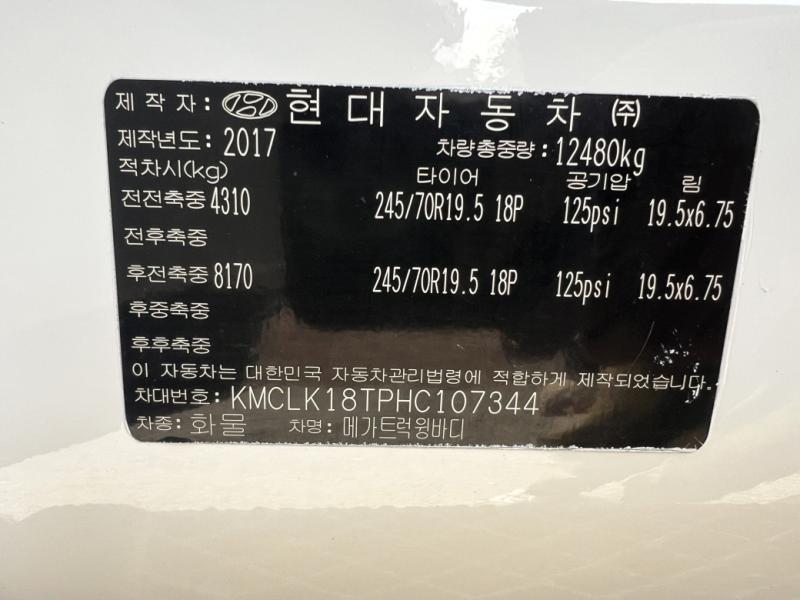 제작자: 현대자동차 ㈜
제작년도: 2017 차량총중량: 12480kg
적차시(kg) 타이어 공기압 림
전전축중 4310 245/70R19.5 18P 125psi 19.5x6.75
전후축중
후전축중 8170 245/70R19.5 18P 125psi 19.5x6.75
후중축중
후후축중
이 자동차는 대한민국 자동차관리법령에 적합하게 제작되었습니다.
차대번호: KMCLK18TPHC107344
차종: 화물 차명: 메가트럭윙바디